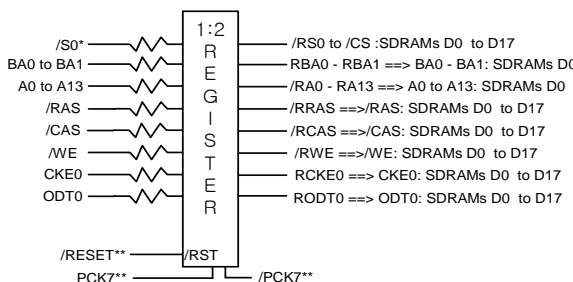 1:2
REGISTER
/S0*
/RS0 to /CS :SDRAMs D0 to D17
BA0 to BA1
RBA0 - RBA1 ==> BA0 - BA1: SDRAMs D0
A0 to A13
/RA0 - RA13 ==> A0 to A13: SDRAMs D0
/RAS
/RRAS ==>/RAS: SDRAMs D0 to D17
/CAS
/RCAS ==>/CAS: SDRAMs D0 to D17
/WE
/RWE ==>/WE: SDRAMs D0 to D17
CKE0
RCKE0 ==> CKE0: SDRAMs D0 to D17
ODT0
RODT0 ==> ODT0: SDRAMs D0 to D17
/RESET**
/RST
PCK7**
/PCK7**